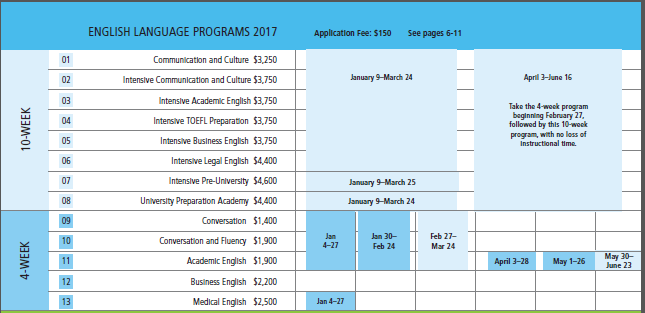 ENGLISH LANGUAGE PROGRAMS 2017 Application Fee: $150 See pages 6-11
10-WEEK
01 Communication and Culture $3,250
02 Intensive Communication and Culture $3,750
03 Intensive Academic English $3,750
04 Intensive TOEFL Preparation $3,750
05 Intensive Business English $3,750
06 Intensive Legal English $4,400
07 Intensive Pre-University $4,600
08 University Preparation Academy $4,400
January 9–March 24
January 9–March 25
January 9–March 24
April 3–June 16
Take the 4-week program
beginning February 27,
followed by this 10-week
program, with no loss of
instructional time.
4-WEEK
09 Conversation $1,400
10 Conversation and Fluency $1,900
11 Academic English $1,900
12 Business English $2,200
13 Medical English $2,500
Jan
4–27
Jan 30–
Feb 24
Feb 27–
Mar 24
April 3–28
May 1–26
May 30–
June 23
Jan 4–27